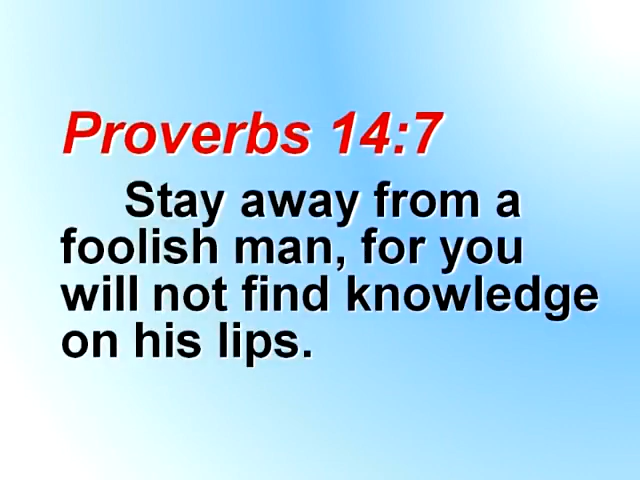 Proverbs 14:7
Stay away from a
foolish man, for you
will not find knowledge
on his lips.